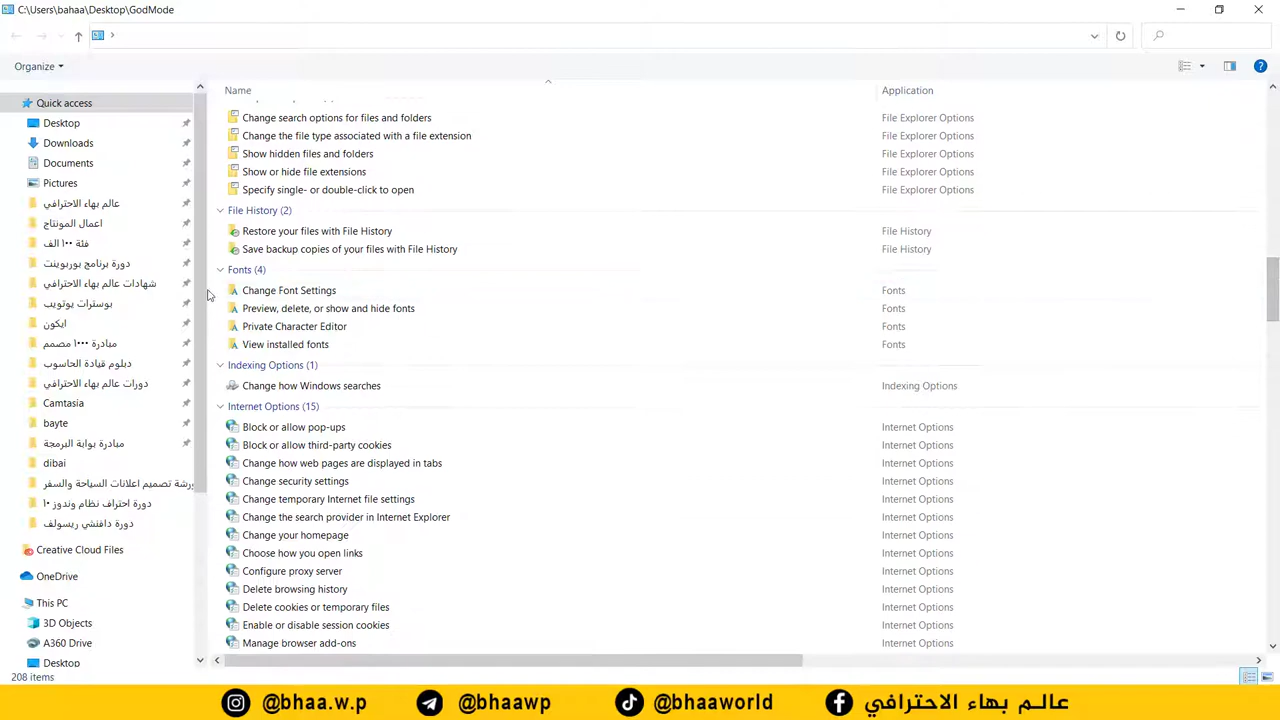 C:\Users\bahaa\Desktop\GodMode
Organize
Name
Application
Quick access
Desktop
Downloads
Documents
Pictures
عالم بهاء الاحترافي
اعمال المونتاج
فئة ١٠٠ الف
دورة برنامج بوربوينت
شهادات عالم بهاء الاحترافي
بوسترات يوتويب
ايكون
مبادرة ١٠٠٠ مصمم
دبلوم قيادة الحاسوب
دورات عالم بهاء الاحترافي
Camtasia
bayte
مبادرة بوابة البرمجة
dibai
رشة تصميم اعلانات السياحة والسفر
دورة احتراف نظام وندوز ١٠
دورة دافنشي ريسولف
Creative Cloud Files
OneDrive
This PC
3D Objects
A360 Drive
Desktop
Change search options for files and folders File Explorer Options
Change the file type associated with a file extension File Explorer Options
Show hidden files and folders File Explorer Options
Show or hide file extensions File Explorer Options
Specify single- or double-click to open File Explorer Options
File History (2)
Restore your files with File History File History
Save backup copies of your files with File History File History
Fonts (4)
Change Font Settings Fonts
Preview, delete, or show and hide fonts Fonts
Private Character Editor Fonts
View installed fonts Fonts
Indexing Options (1)
Change how Windows searches Indexing Options
Internet Options (15)
Block or allow pop-ups Internet Options
Block or allow third-party cookies Internet Options
Change how web pages are displayed in tabs Internet Options
Change security settings Internet Options
Change temporary Internet file settings Internet Options
Change the search provider in Internet Explorer Internet Options
Change your homepage Internet Options
Choose how you open links Internet Options
Configure proxy server Internet Options
Delete browsing history Internet Options
Delete cookies or temporary files Internet Options
Enable or disable session cookies Internet Options
Manage browser add-ons Internet Options
208 items
@bhaa.w.p @bhaawp @bhaaworld عالم بهاء الاحترافي